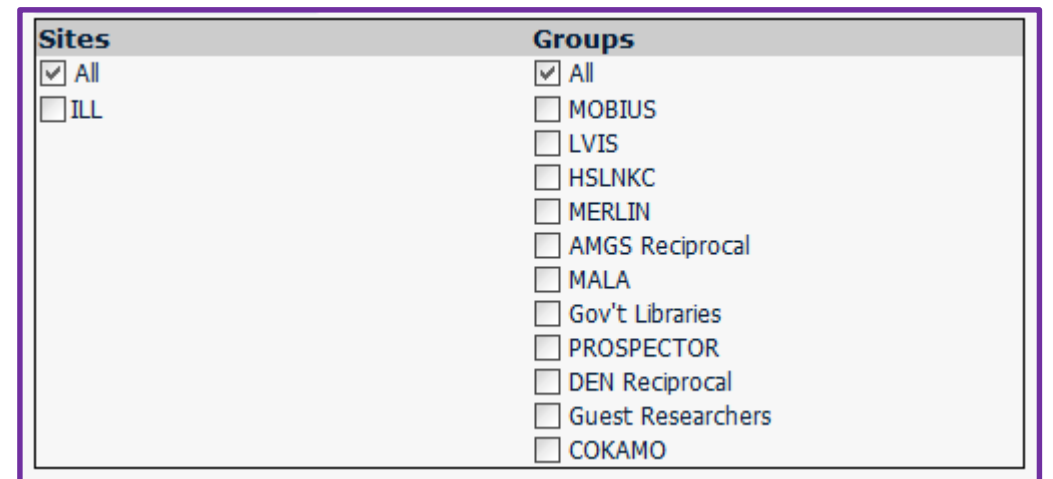 Sites Groups
All All
ILL MOBIUS
LVIS
HSLNKC
MERLIN
AMGS Reciprocal
MALA
Gov't Libraries
PROSPECTOR
DEN Reciprocal
Guest Researchers
COKAMO